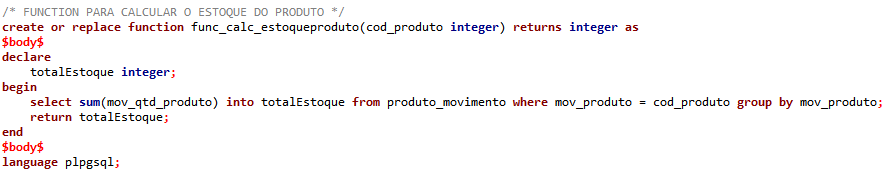 /* FUNCTION PARA CALCULAR O ESTOQUE DO PRODUTO */
create or replace function func_calc_estoqueproduto(cod_produto integer) returns integer as
$body$
declare
    totalEstoque integer;
begin
    select sum(mov_qtd_produto) into totalEstoque from produto_movimento where mov_produto = cod_produto group by mov_produto;
    return totalEstoque;
end
$body$
language plpgsql;